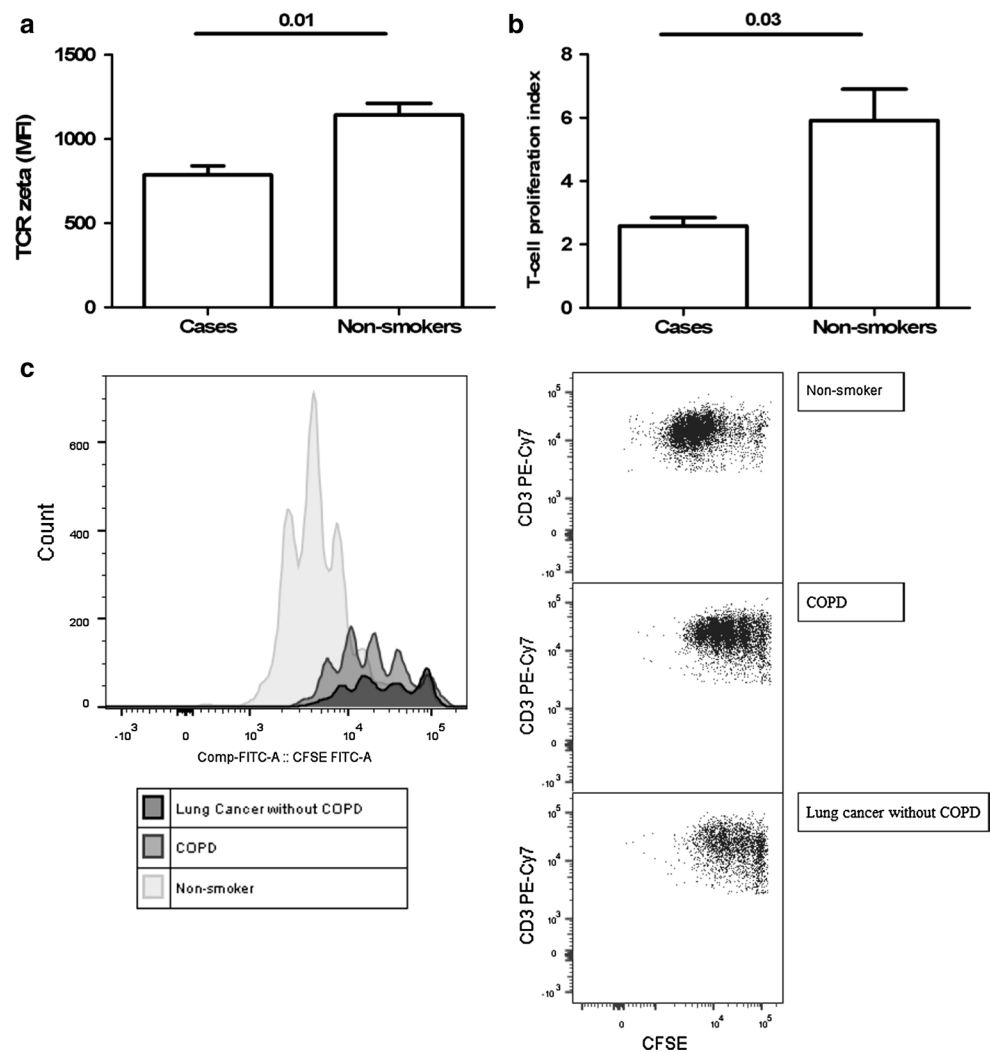 a
0.01
TCR zeta (MFI)
1500
1000
500
0
Cases
Non-smokers
b
0.03
T-cell proliferation index
8
6
4
2
0
Cases
Non-smokers
c
Count
600
400
200
0
-10³ 0 10³ 10⁴ 10⁵
Comp-FITC-A :: CFSE FITC-A
Lung Cancer without COPD
COPD
Non-smoker
CD3 PE-Cy7
10⁵
10⁴
10³
0
-10³
Non-smoker
CD3 PE-Cy7
10⁵
10⁴
10³
0
-10³
COPD
CD3 PE-Cy7
10⁵
10⁴
10³
0
-10³
Lung cancer without COPD
0 10⁴ 10⁵
CFSE